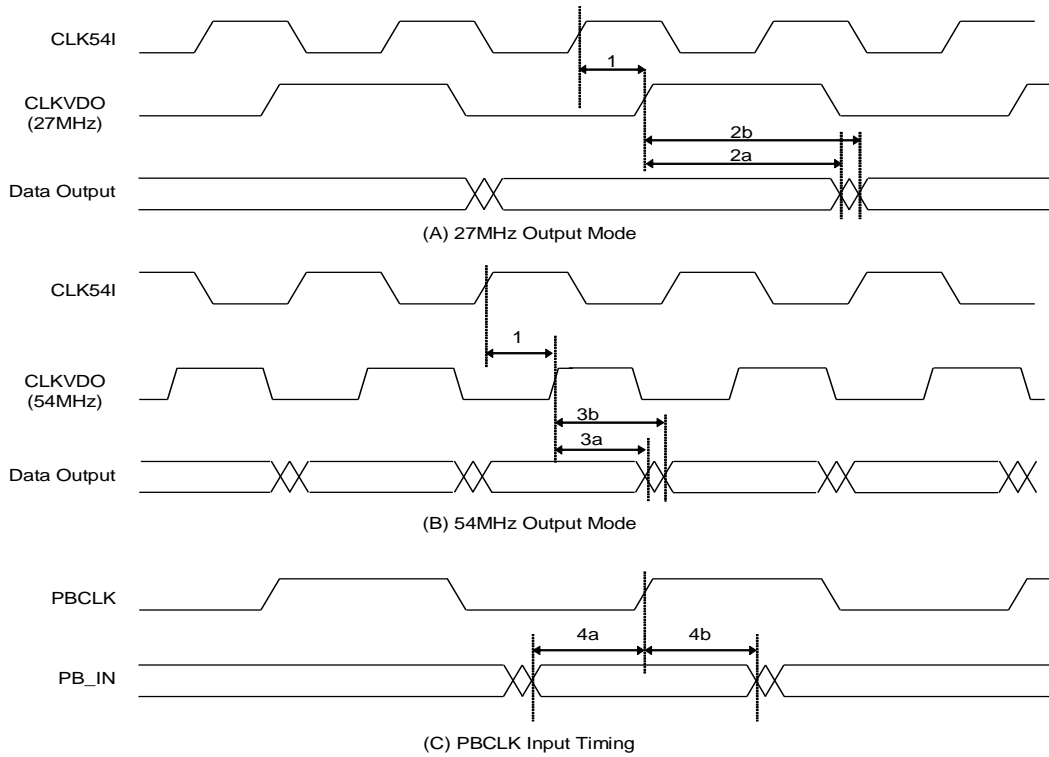 CLK54I
1
CLKVDO
(27MHz)
2b
2a
Data Output
(A) 27MHz Output Mode
CLK54I
1
CLKVDO
(54MHz)
3b
3a
Data Output
(B) 54MHz Output Mode
PBCLK
4a
4b
PB_IN
(C) PBCLK Input Timing